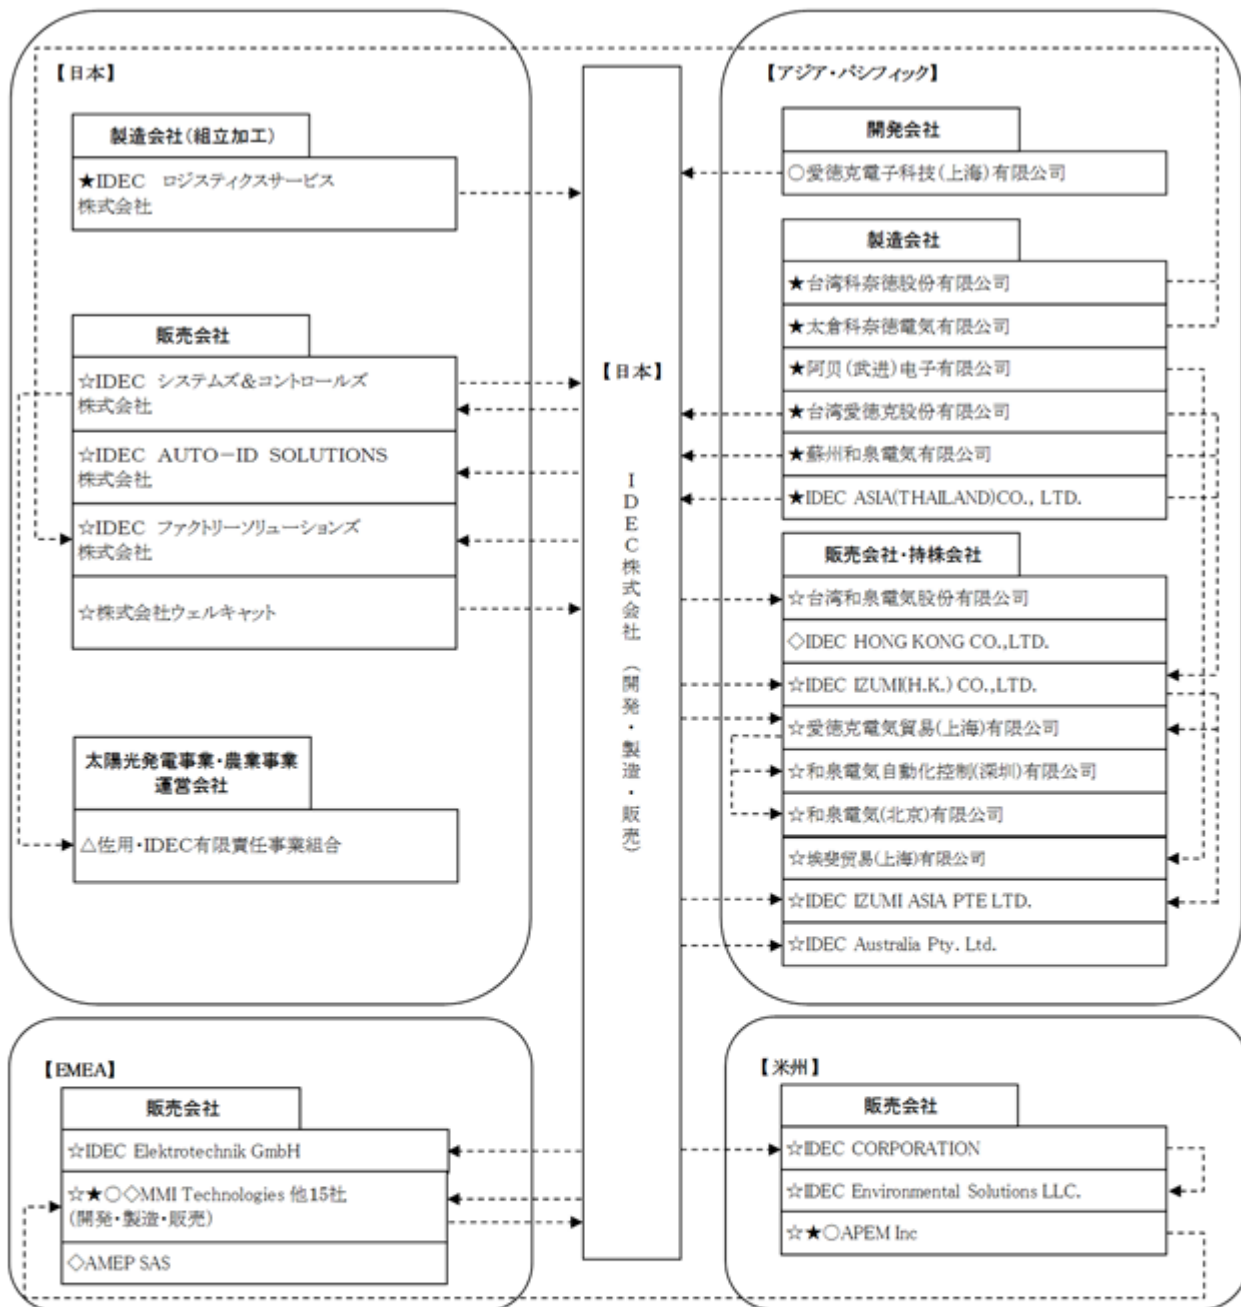 【日本】
製造会社(組立加工)
★IDEC ロジスティクスサービス
株式会社
販売会社
☆IDEC システムズ&コントロールズ
株式会社
☆IDEC AUTO-ID SOLUTIONS
株式会社
☆IDEC ファクトリーソリューションズ
株式会社
☆株式会社ウェルキャット
太陽光発電事業・農業事業
運営会社
△佐用・IDEC有限責任事業組合
【日本】
IDEC株式会社 (開発・製造・販売)
【アジア・パシフィック】
開発会社
○愛徳克電子科技(上海)有限公司
製造会社
★台湾科奈徳股份有限公司
★太倉科奈徳電気有限公司
★阿贝(武进)电子有限公司
★台湾愛徳克股份有限公司
★蘇州和泉電気有限公司
★IDEC ASIA(THAILAND)CO., LTD.
販売会社・持株会社
☆台湾和泉電気股份有限公司
◇IDEC HONG KONG CO.,LTD.
☆IDEC IZUMI(H.K.) CO.,LTD.
☆愛徳克電気貿易(上海)有限公司
☆和泉電気自動化控制(深圳)有限公司
☆和泉電気(北京)有限公司
☆埃斐贸易(上海)有限公司
☆IDEC IZUMI ASIA PTE LTD.
☆IDEC Australia Pty. Ltd.
【EMEA】
販売会社
☆IDEC Elektrotechnik GmbH
☆★○◇MMI Technologies 他15社
(開発・製造・販売)
◇AMEP SAS
【米州】
販売会社
☆IDEC CORPORATION
☆IDEC Environmental Solutions LLC.
☆★○APEM Inc